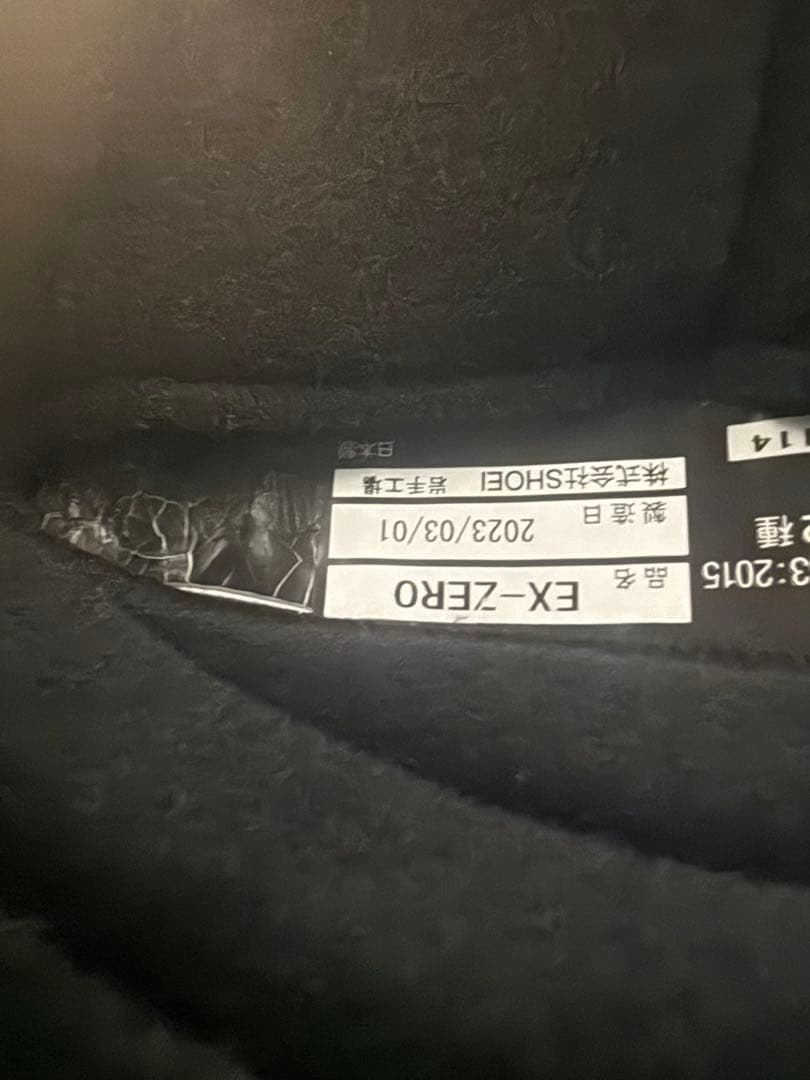 3:2015
2種
114
品名 EX-ZERO
製造日 2023/03/01
株式会社SHOEI 岩手工場
日本製